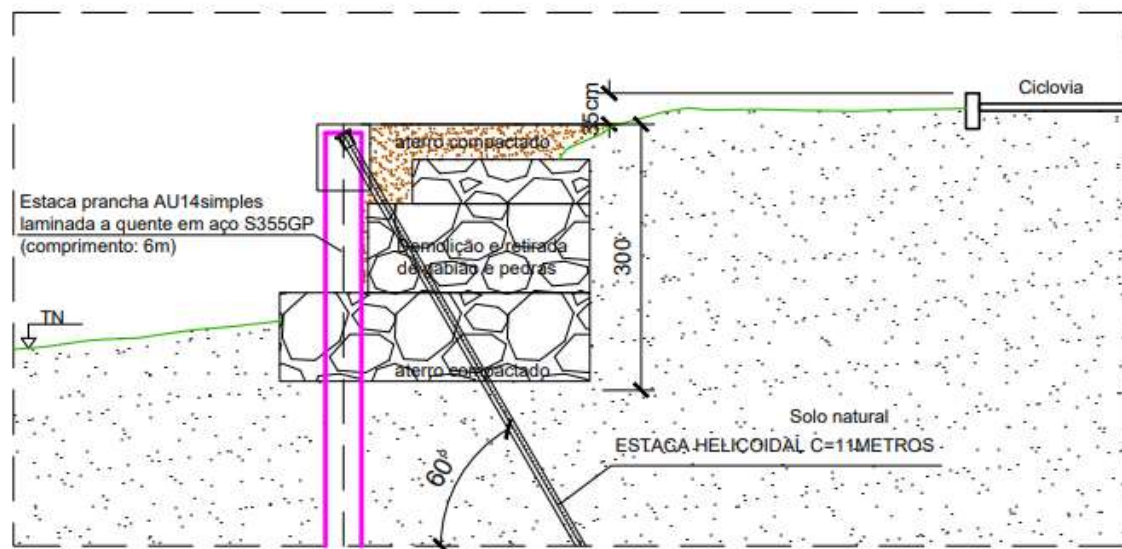 Ciclovia
35cm
aterro compactado
Estaca prancha AU14simples
laminada a quente em aço S355GP
(comprimento: 6m)
Demolição e retirada
de gabião e pedras
300
TN
aterro compactado
Solo natural
ESTACA HELICOIDAL C=11METROS
60°